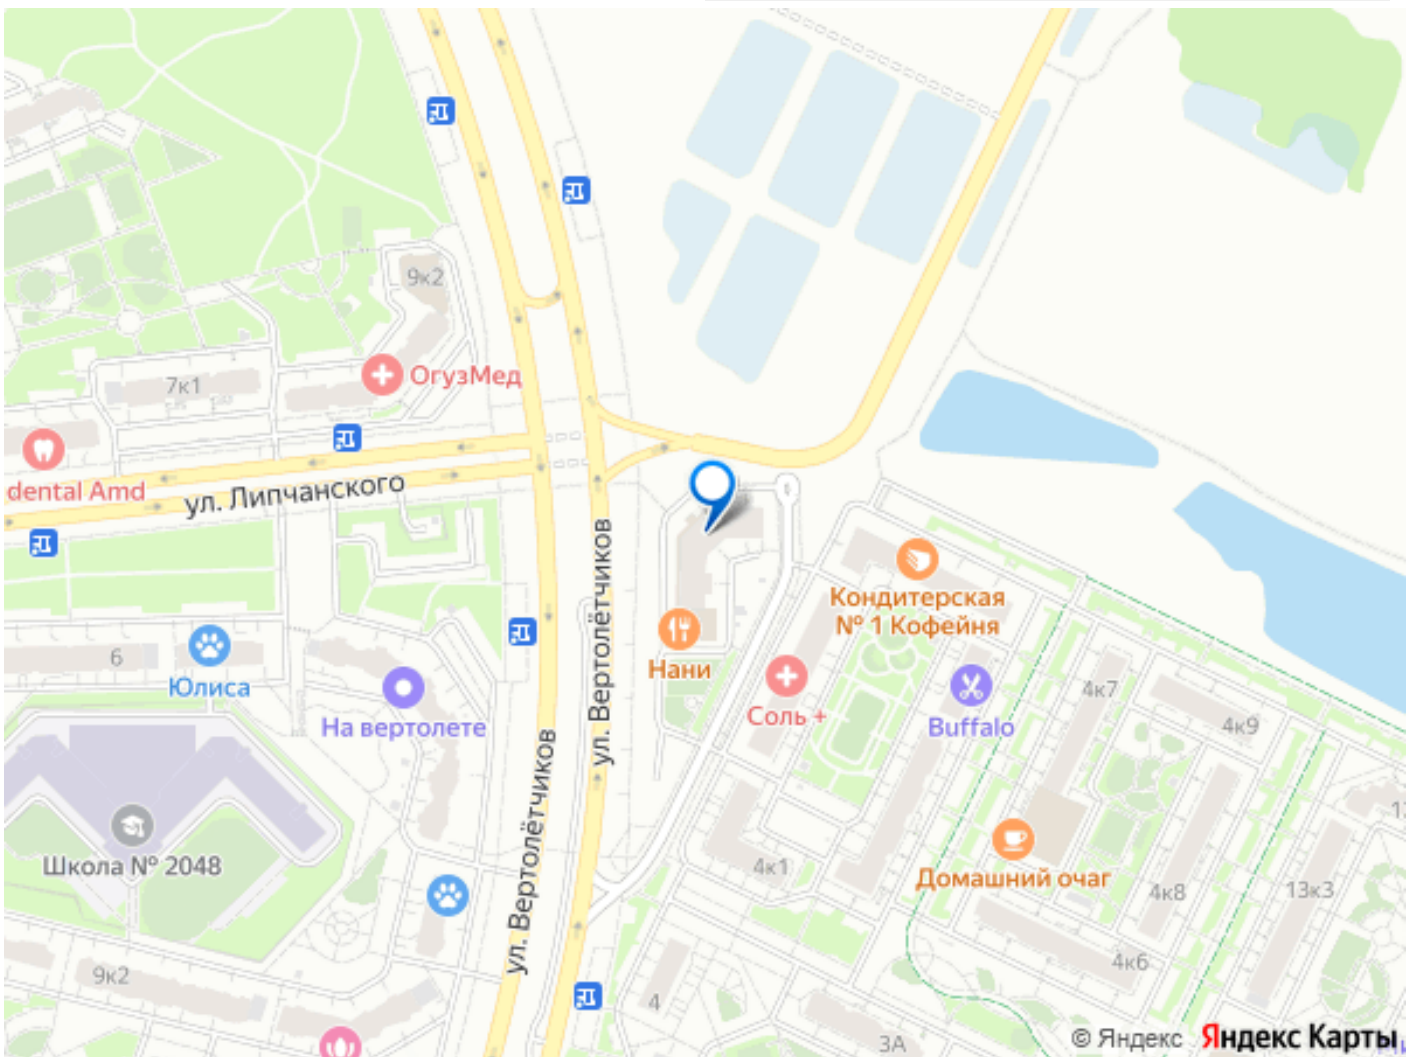 9к2
ОгузМед
7к1
dental Amd
ул. Липчанского
ул. Вертолётчиков
Кондитерская
№ 1 Кофейня
Нани
6
Юлиса
На вертолете
Соль +
Buffalo
4к7
4к9
ул. Вертолётчиков
Школа № 2048
4к1
Домашний очаг
4к8
13к3
4к6
9к2
4
3А
© Яндекс Яндекс Карты